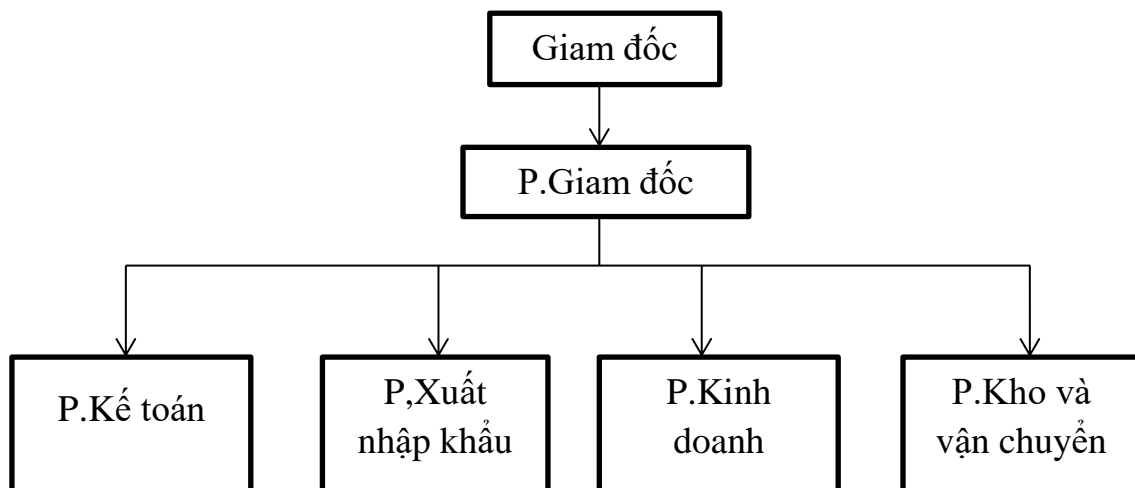 Giam đốc
P.Giam đốc
P.Kế toán
P,Xuất
nhập khẩu
P.Kinh
doanh
P.Kho và
vận chuyển